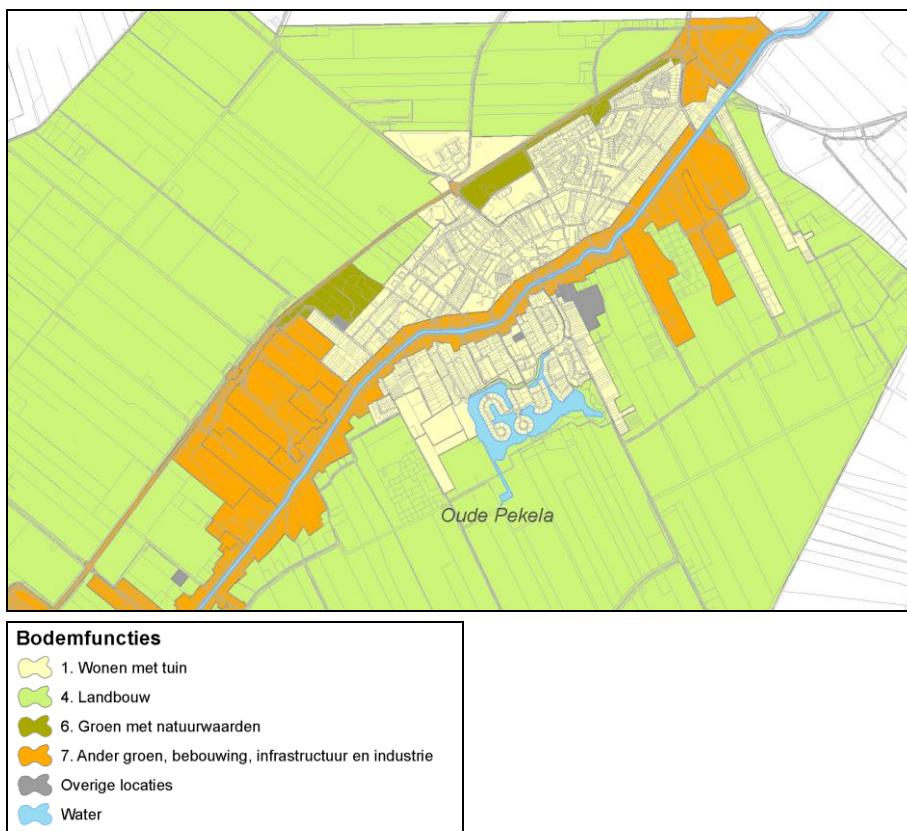 Oude Pekela
Bodemfuncties
1. Wonen met tuin
4. Landbouw
6. Groen met natuurwaarden
7. Ander groen, bebouwing, infrastructuur en industrie
Overige locaties
Water